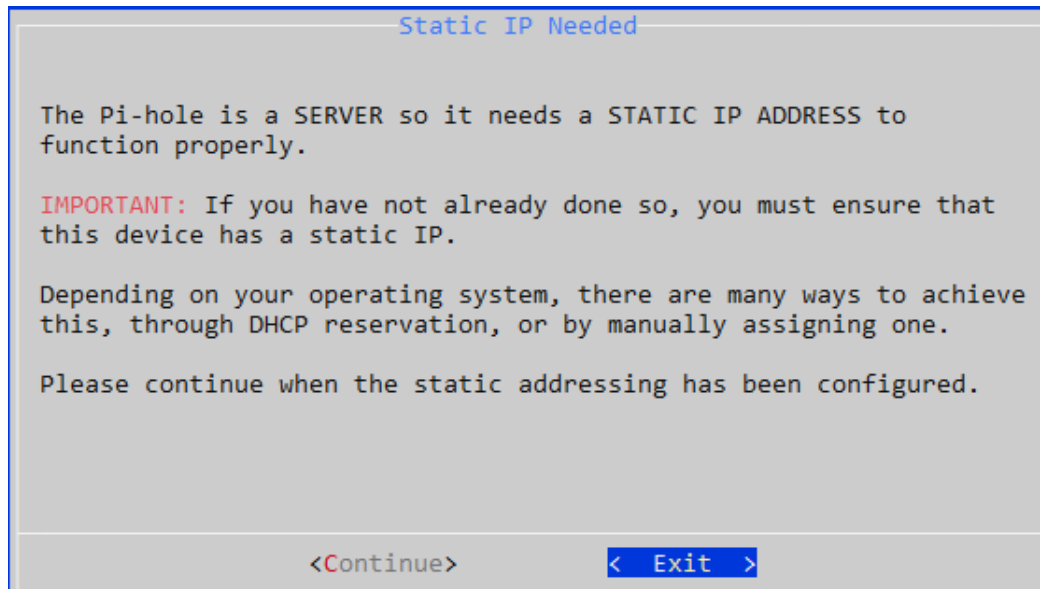 Static IP Needed
The Pi-hole is a SERVER so it needs a STATIC IP ADDRESS to
function properly.
IMPORTANT: If you have not already done so, you must ensure that
this device has a static IP.
Depending on your operating system, there are many ways to achieve
this, through DHCP reservation, or by manually assigning one.
Please continue when the static addressing has been configured.
<Continue> < Exit >